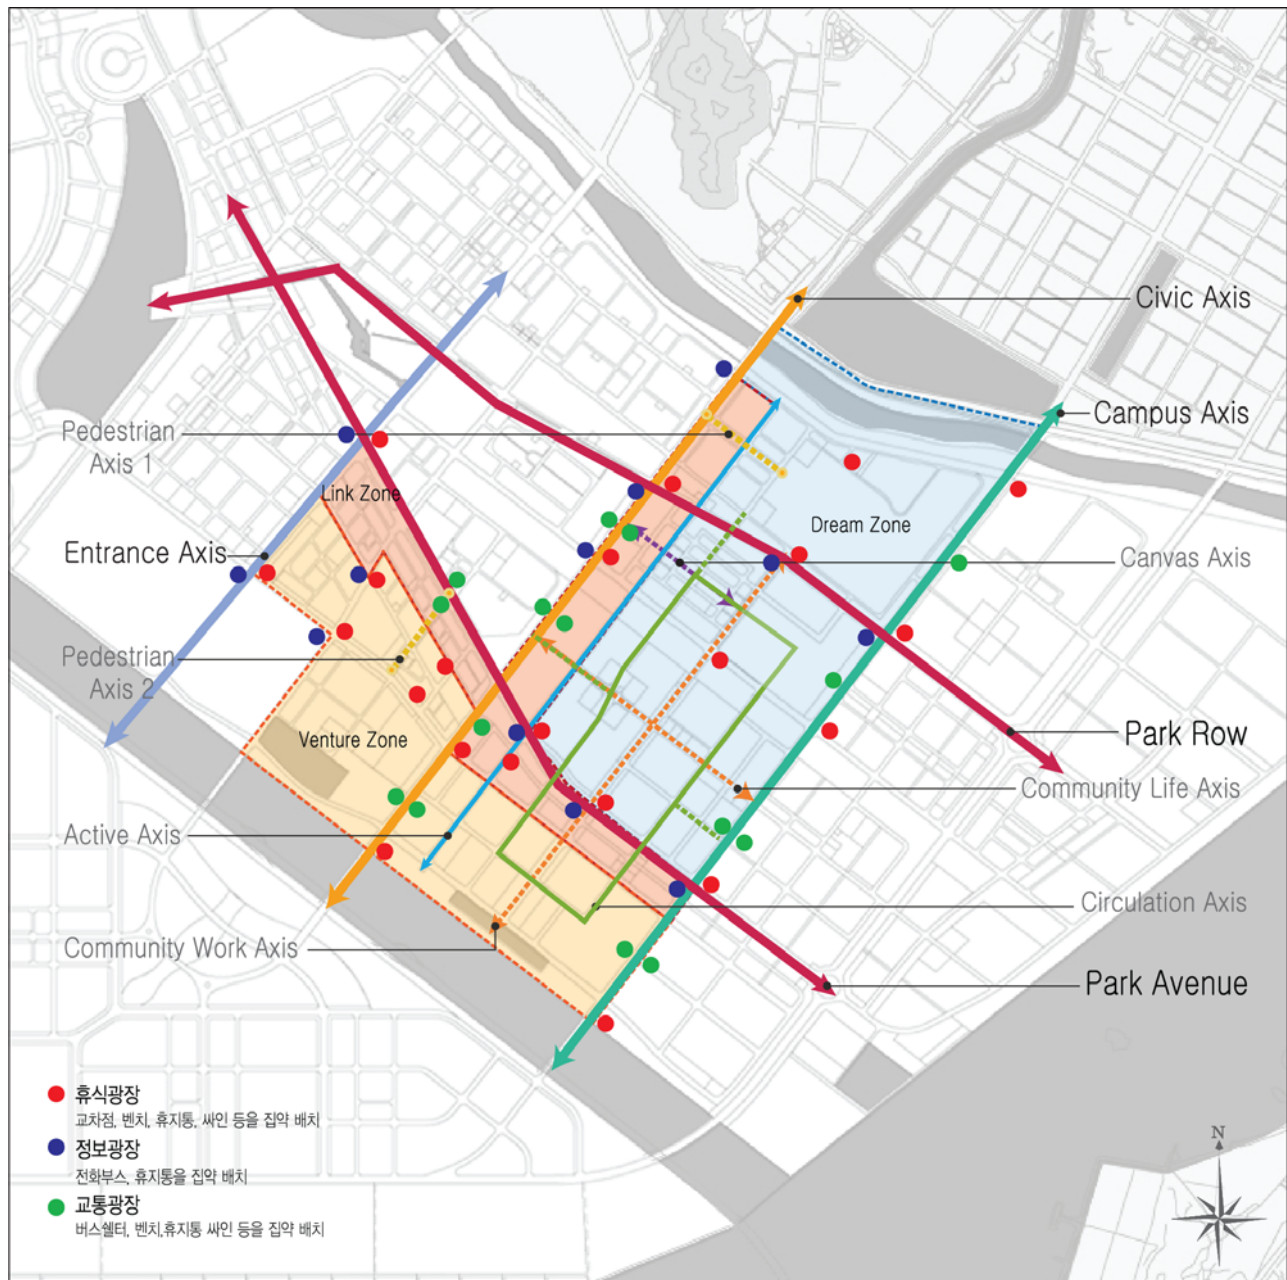 Civic Axis
Campus Axis
Pedestrian
Axis 1
Link Zone
Dream Zone
Entrance Axis
Canvas Axis
Pedestrian
Axis 2
Venture Zone
Park Row
Community Life Axis
Active Axis
Circulation Axis
Community Work Axis
Park Avenue
휴식광장
교차점, 벤치, 휴지통, 싸인 등을 집약 배치
정보광장
전화부스, 휴지통을 집약 배치
교통광장
버스쉘터, 벤치,휴지통 싸인 등을 집약 배치
N